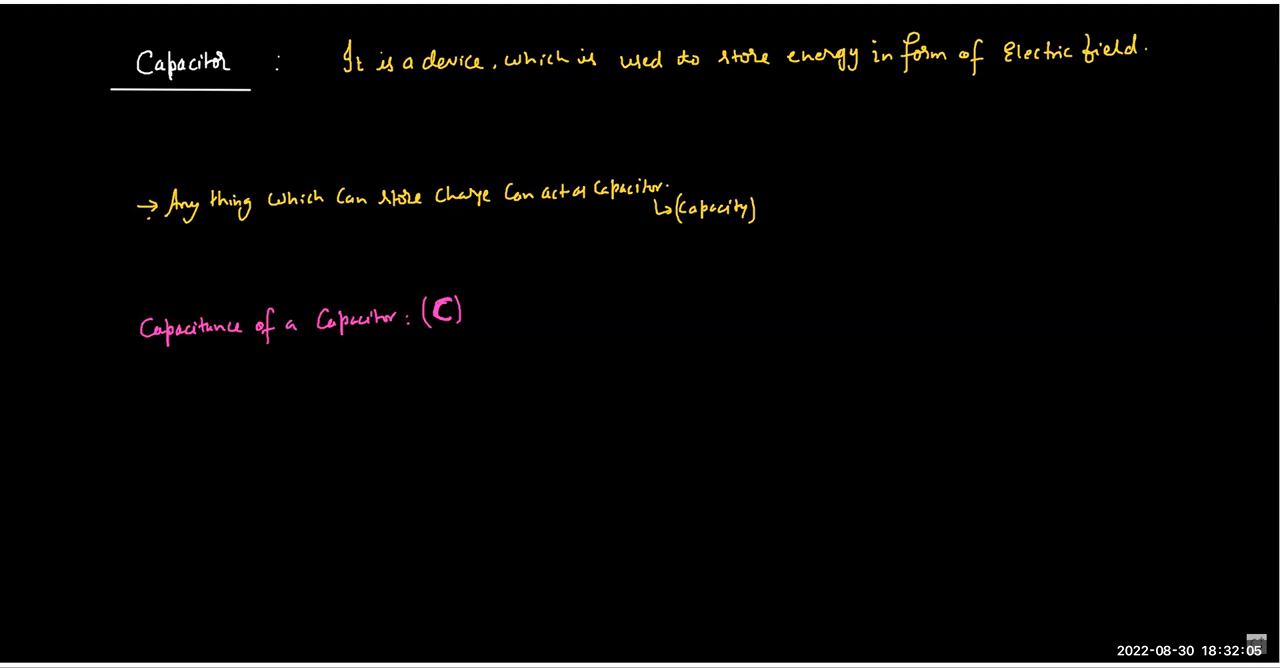 Capacitor : It is a device, which is used to store energy in form of Electric field.
→ Any thing which can store charge can act as capacitor.
↳ (capacity)
Capacitance of a Capacitor : (C)
2022-08-30 18:32:05